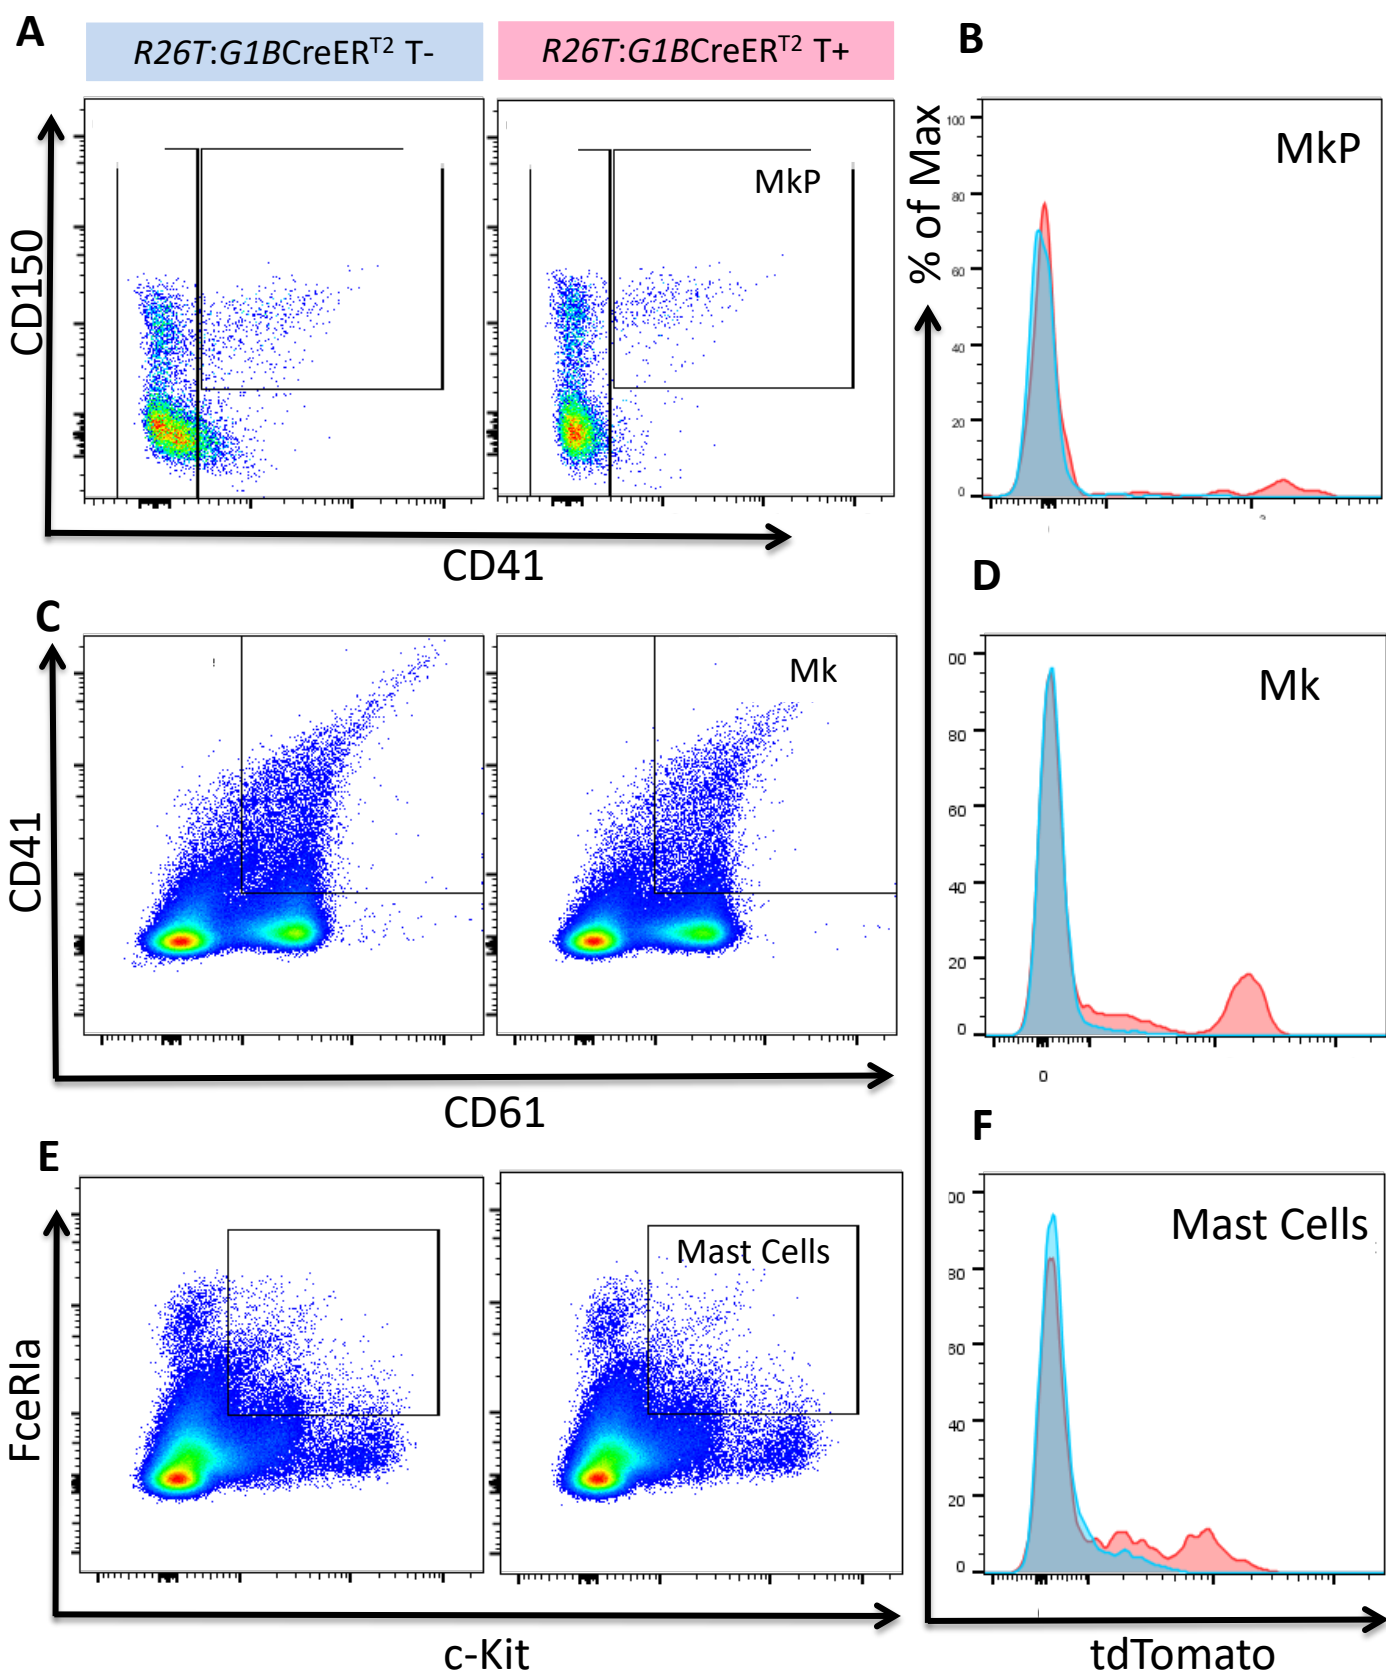 A
R26T:G1BCreERT2 T-
R26T:G1BCreERT2 T+
B
CD150
MkP
CD41
% of Max
MkP
100
80
60
40
20
0
C
CD41
Mk
CD61
D
Mk
00
80
60
40
20
0
0
E
FceRIa
Mast Cells
c-Kit
F
Mast Cells
00
80
60
40
20
0
tdTomato